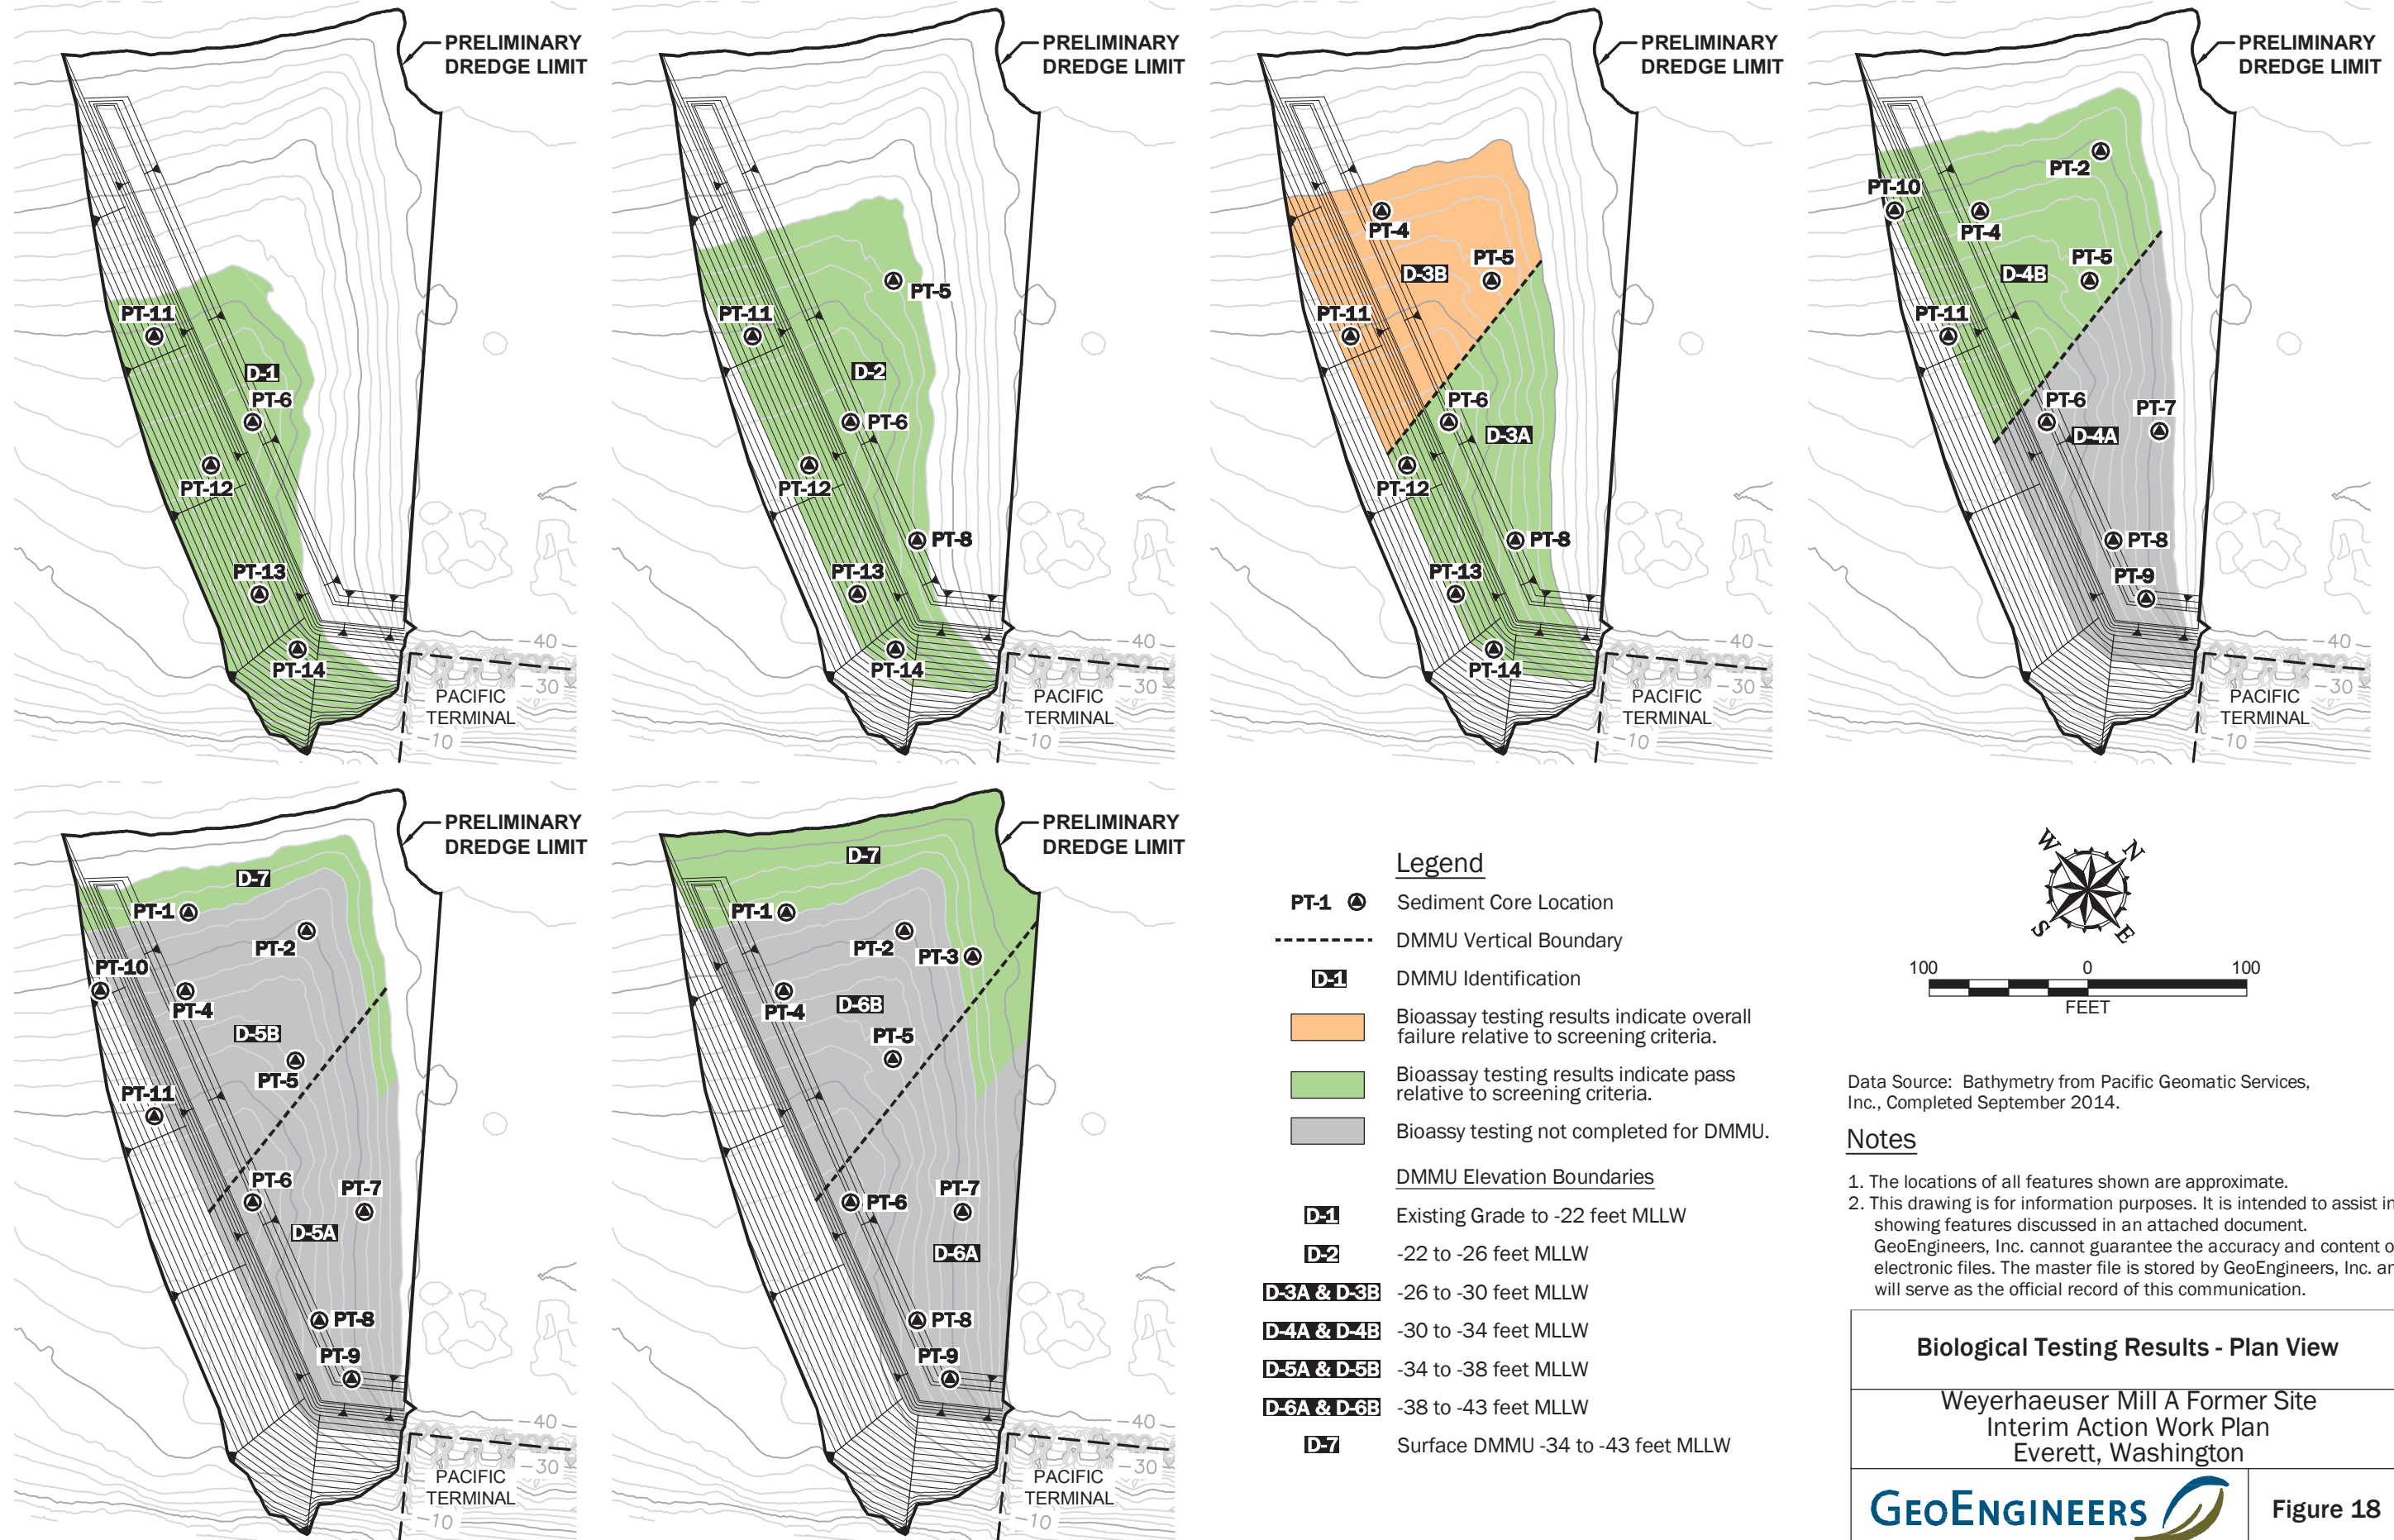 PRELIMINARY
DREDGE LIMIT
PT-11
D-1
PT-6
PT-12
PT-13
PT-14
40
30
10
PACIFIC
TERMINAL
PRELIMINARY
DREDGE LIMIT
PT-5
PT-11
D-2
PT-6
PT-12
PT-8
PT-13
PT-14
40
30
10
PACIFIC
TERMINAL
PRELIMINARY
DREDGE LIMIT
PT-4
PT-5
D-3B
PT-11
PT-6
D-3A
PT-12
PT-8
PT-13
PT-14
40
30
10
PACIFIC
TERMINAL
PRELIMINARY
DREDGE LIMIT
PT-2
PT-10
PT-4
PT-5
D-4B
PT-11
PT-6
PT-7
D-4A
PT-8
PT-9
40
30
10
PACIFIC
TERMINAL
PRELIMINARY
DREDGE LIMIT
D-7
PT-1
PT-2
PT-10
PT-4
D-5B
PT-5
PT-11
PT-6
PT-7
D-5A
PT-8
PT-9
40
30
10
PACIFIC
TERMINAL
PRELIMINARY
DREDGE LIMIT
D-7
PT-1
PT-2
PT-3
PT-4
D-6B
PT-5
PT-6
PT-7
D-6A
PT-8
PT-9
40
30
10
PACIFIC
TERMINAL
Legend
PT-1 Sediment Core Location
DMMU Vertical Boundary
D-1 DMMU Identification
Bioassay testing results indicate overall
failure relative to screening criteria.
Bioassay testing results indicate pass
relative to screening criteria.
Bioassy testing not completed for DMMU.
DMMU Elevation Boundaries
D-1 Existing Grade to -22 feet MLLW
D-2 -22 to -26 feet MLLW
D-3A & D-3B -26 to -30 feet MLLW
D-4A & D-4B -30 to -34 feet MLLW
D-5A & D-5B -34 to -38 feet MLLW
D-6A & D-6B -38 to -43 feet MLLW
D-7 Surface DMMU -34 to -43 feet MLLW
W N
S E
100 0 100
FEET
Data Source: Bathymetry from Pacific Geomatic Services,
Inc., Completed September 2014.
Notes
1. The locations of all features shown are approximate.
2. This drawing is for information purposes. It is intended to assist in
showing features discussed in an attached document.
GeoEngineers, Inc. cannot guarantee the accuracy and content
electronic files. The master file is stored by GeoEngineers, Inc.
will serve as the official record of this communication.
Biological Testing Results - Plan View
Weyerhaeuser Mill A Former Site
Interim Action Work Plan
Everett, Washington
GEOENGINEERS
Figure 18